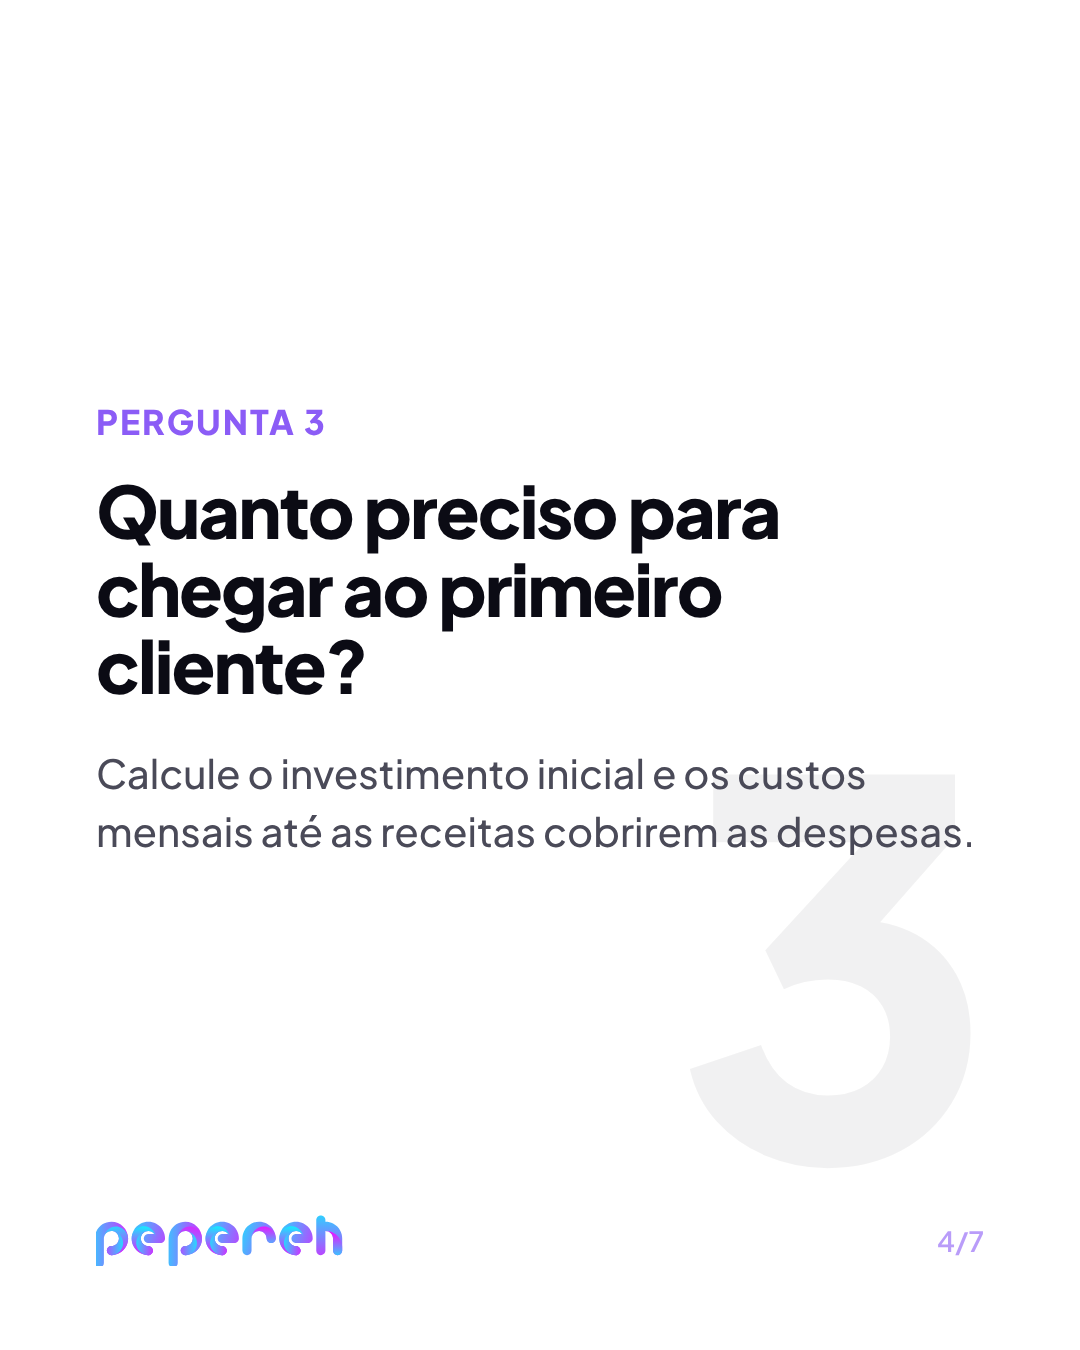 PERGUNTA 3
Quanto preciso para
chegar ao primeiro
cliente?
Calcule o investimento inicial e os custos
mensais até as receitas cobrirem as despesas.
3
pepereh
4/7